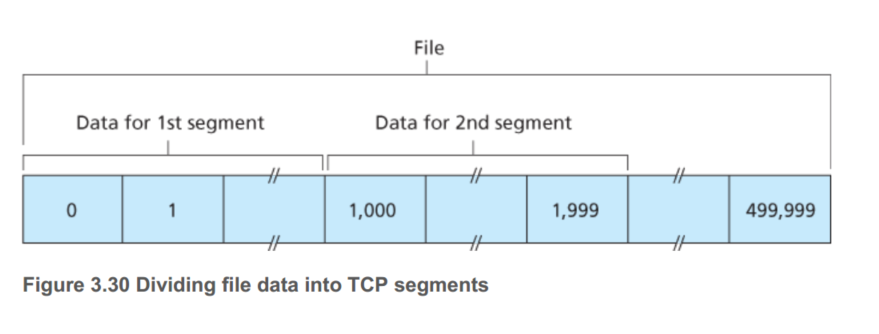 File
Data for 1st segment Data for 2nd segment
0 1 1,000 1,999 499,999
Figure 3.30 Dividing file data into TCP segments